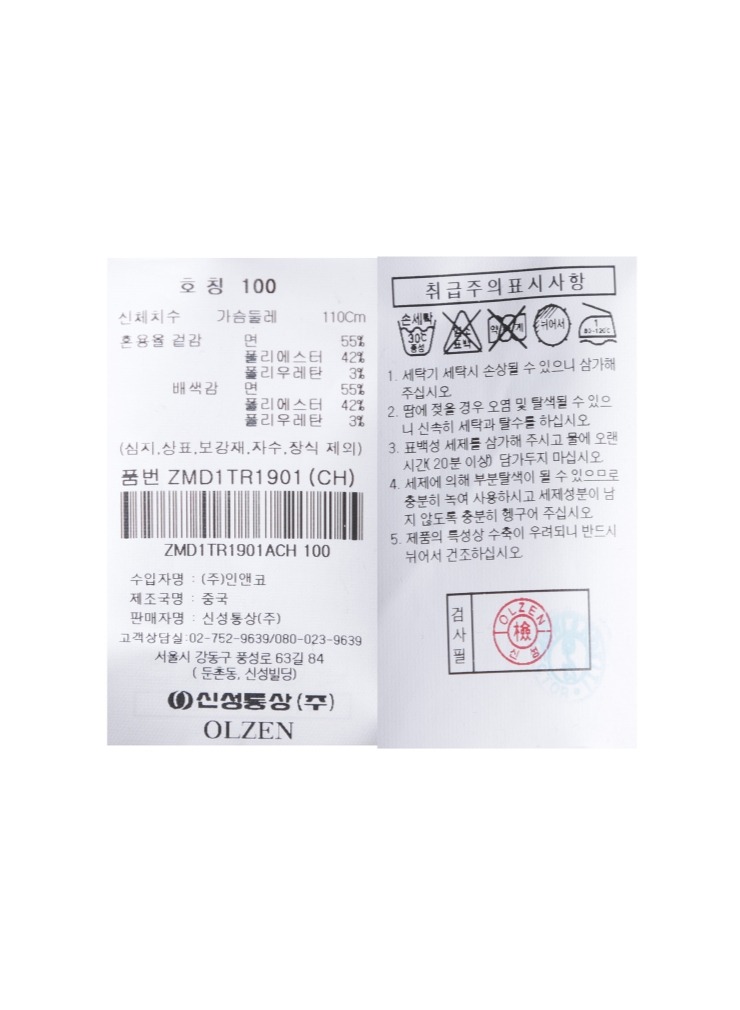 호 칭 100
신체치수 가슴둘레 110Cm
혼용율 겉감 면 55%
폴리에스터 42%
폴리우레탄 3%
배색감 면 55%
폴리에스터 42%
폴리우레탄 3%
(심지,상표,보강재,자수,장식 제외)
품번 ZMD1TR1901(CH)
ZMD1TR1901ACH 100
수입자명 : (주)인앤코
제조국명 : 중국
판매자명 : 신성통상(주)
고객상담실:02-752-9639/080-023-9639
서울시 강동구 풍성로 63길 84
( 둔촌동, 신성빌딩)
신성통상(주)
OLZEN
취급주의표시사항
손세탁 30℃ 중성
염소 표백
뉘어서
1 80~120℃
1. 세탁기 세탁시 손상될 수 있으니 삼가해
주십시오.
2. 땀에 젖을 경우 오염 및 탈색될 수 있으
니 신속히 세탁과 탈수를 하십시오.
3. 표백성 세제를 삼가해 주시고 물에 오랜
시간( 20분 이상) 담가두지 마십시오.
4. 세제에 의해 부분탈색이 될 수 있으므로
충분히 녹여 사용하시고 세제성분이 남
지 않도록 충분히 헹구어 주십시오.
5. 제품의 특성상 수축이 우려되니 반드시
뉘어서 건조하십시오.
검사필
OLZEN
檢
신성